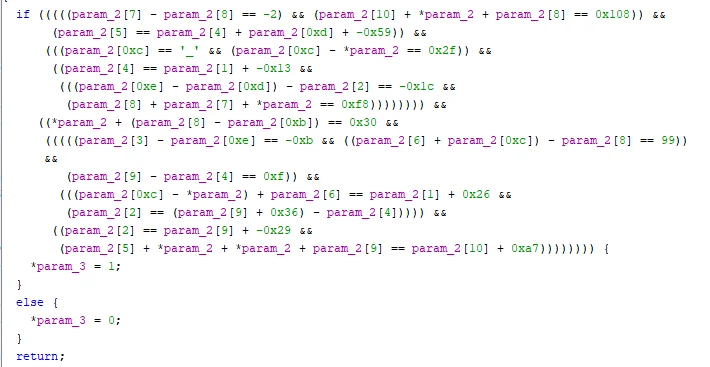 if (((((param_2[7] - param_2[8] == -2) && (param_2[10] + *param_2 + param_2[8] == 0x108)) &&
(param_2[5] == param_2[4] + param_2[0xd] + -0x59)) &&
(((param_2[0xc] == '_' && (param_2[0xc] - *param_2 == 0x2f)) &&
((param_2[4] == param_2[1] + -0x13 &&
(((param_2[0xe] - param_2[0xd]) - param_2[2] == -0x1c &&
(param_2[8] + param_2[7] + *param_2 == 0xf8)))))))) &&
((*param_2 + (param_2[8] - param_2[0xb]) == 0x30 &&
(((((param_2[3] - param_2[0xe] == -0xb && ((param_2[6] + param_2[0xc]) - param_2[8] == 99))
&&
(param_2[9] - param_2[4] == 0xf)) &&
(((param_2[0xc] - *param_2) + param_2[6] == param_2[1] + 0x26 &&
(param_2[2] == (param_2[9] + 0x36) - param_2[4])))) &&
((param_2[2] == param_2[9] + -0x29 &&
(param_2[5] + *param_2 + *param_2 + param_2[9] == param_2[10] + 0xa7)))))))) {
*param_3 = 1;
}
else {
*param_3 = 0;
}
return;